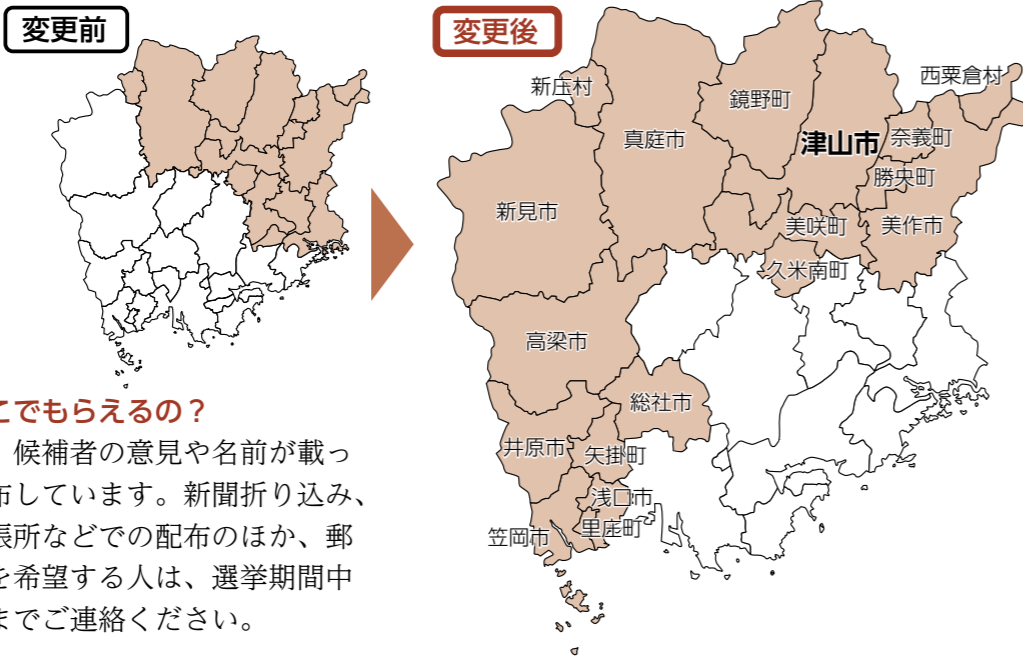 変更前
変更後
新庄村
鏡野町
西粟倉村
真庭市
津山市
奈義町
勝央町
新見市
美咲町
美作市
久米南町
高梁市
総社市
井原市
矢掛町
浅口市
笠岡市
里庄町
こでもらえるの？
候補者の意見や名前が載っ
布しています。新聞折り込み、
張所などでの配布のほか、郵
を希望する人は、選挙期間中
までご連絡ください。